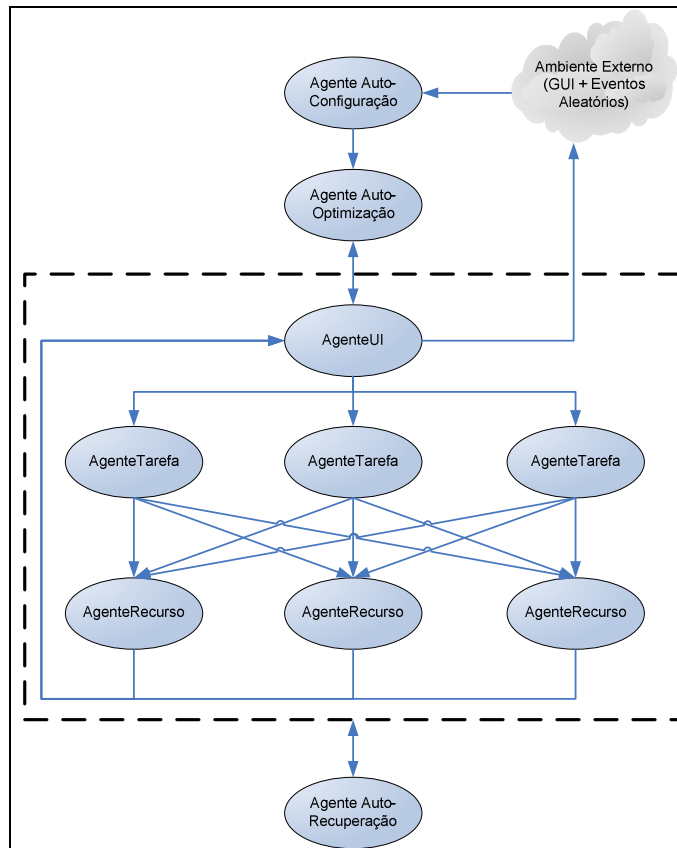 Agente Auto-
Configuração
Ambiente Externo
(GUI + Eventos
Aleatórios)
Agente Auto-
Optimização
AgenteUI
AgenteTarefa
AgenteTarefa
AgenteTarefa
AgenteRecurso
AgenteRecurso
AgenteRecurso
Agente Auto-
Recuperação